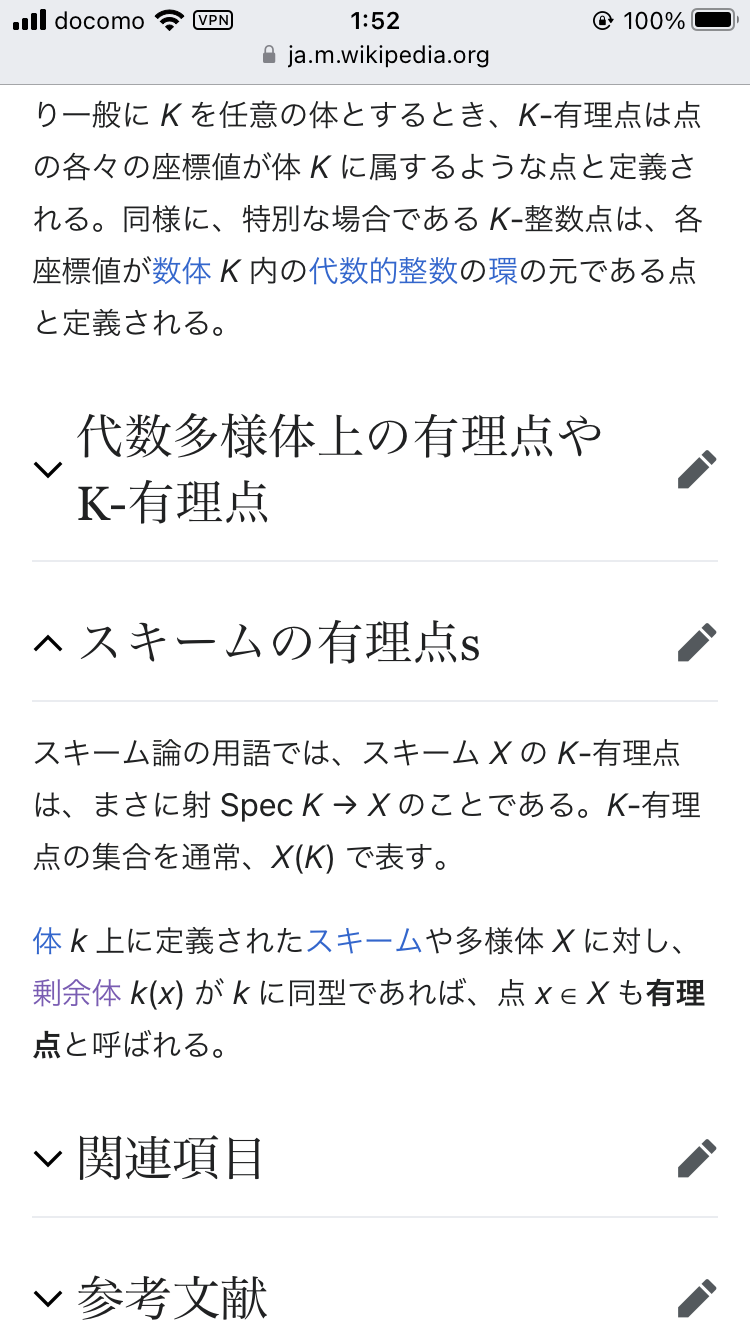 docomo VPN 1:52 100%
ja.m.wikipedia.org
り一般に K を任意の体とするとき、K-有理点は点
の各々の座標値が体 K に属するような点と定義さ
れる。同様に、特別な場合である K-整数点は、各
座標値が数体 K 内の代数的整数の環の元である点
と定義される。
代数多様体上の有理点や
K-有理点
スキームの有理点s
スキーム論の用語では、スキーム X の K-有理点
は、まさに射 Spec K → X のことである。K-有理
点の集合を通常、X(K) で表す。
体 k 上に定義されたスキームや多様体 X に対し、
剰余体 k(x) が k に同型であれば、点 x ∈ X も有理
点と呼ばれる。
関連項目
参考文献